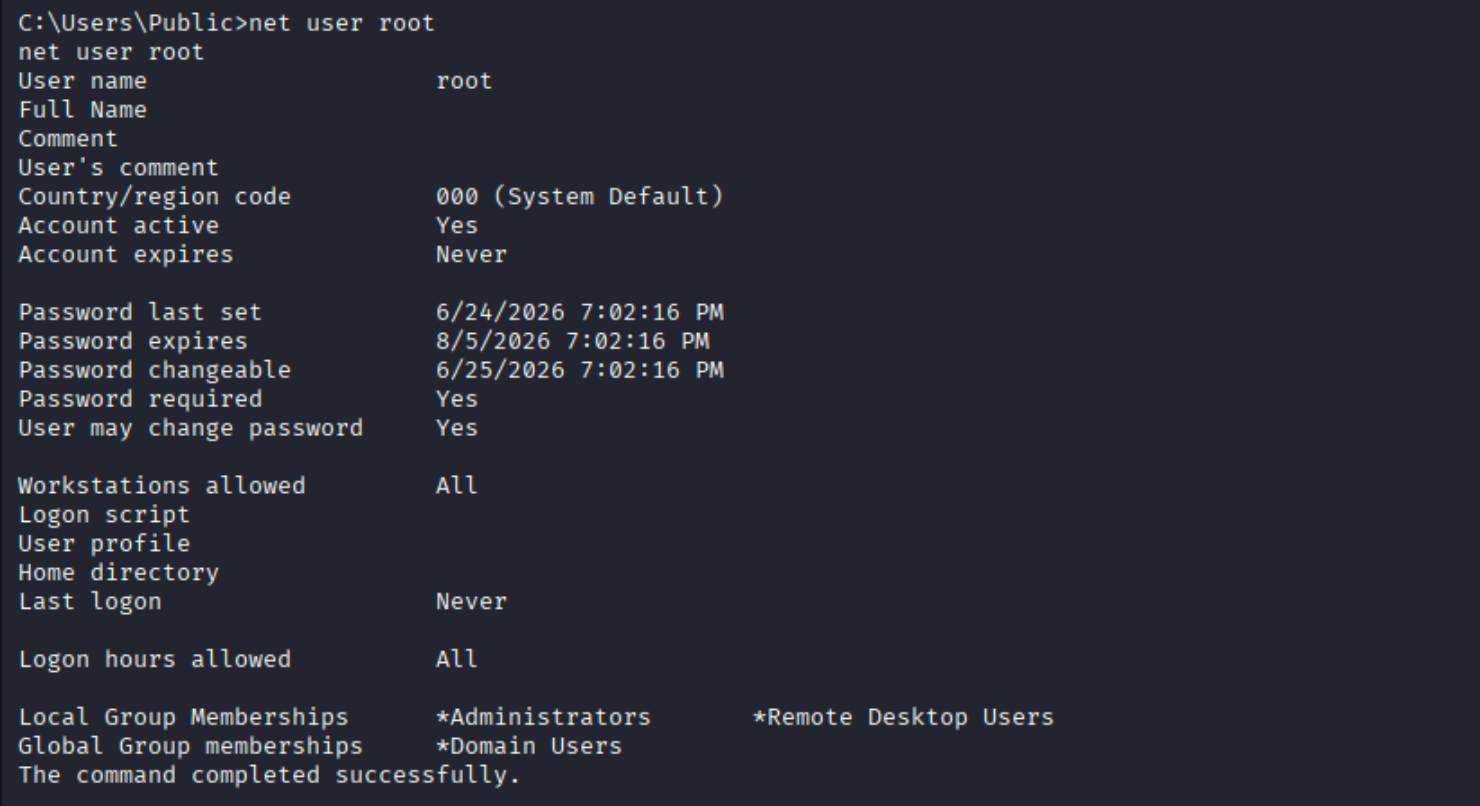 C:\Users\Public>net user root
net user root
User name                    root
Full Name
Comment
User's comment
Country/region code          000 (System Default)
Account active               Yes
Account expires              Never

Password last set            6/24/2026 7:02:16 PM
Password expires             8/5/2026 7:02:16 PM
Password changeable          6/25/2026 7:02:16 PM
Password required            Yes
User may change password     Yes

Workstations allowed         All
Logon script
User profile
Home directory
Last logon                   Never

Logon hours allowed          All

Local Group Memberships      *Administrators       *Remote Desktop Users
Global Group memberships     *Domain Users
The command completed successfully.